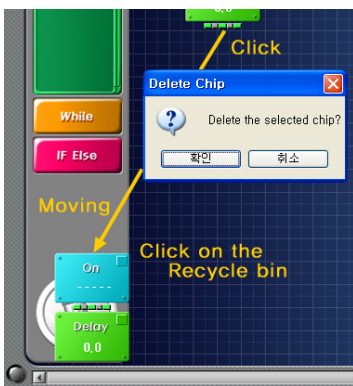 0,0
Click
Delete Chip
While
Delete the selected chip?
IF Else
확인
취소
Moving
Click on the
Recycle bin
On
-----
Delay
0,0